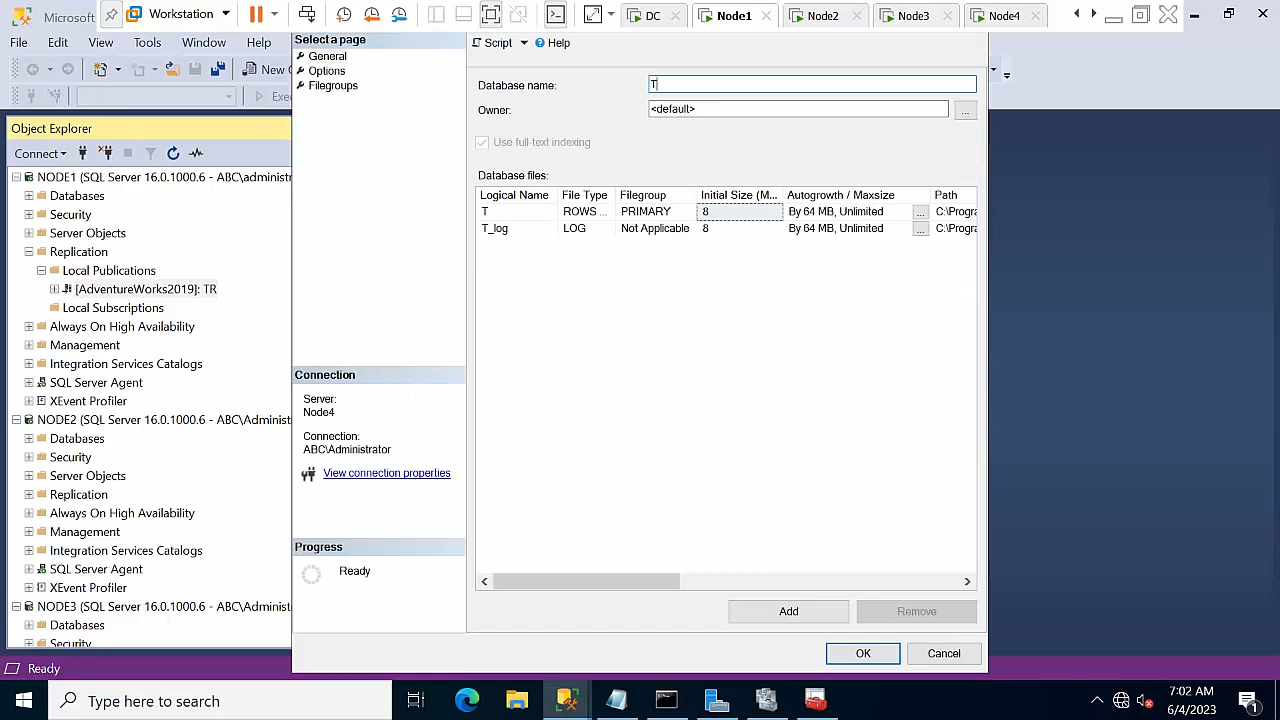 Workstation DC Node1 Node2 Node3 Node4
Microsoft
File Edit View Tools Window Help
New
Exec
Object Explorer
Connect
NODE1 (SQL Server 16.0.1000.6 - ABC\administr
Databases
Security
Server Objects
Replication
Local Publications
[AdventureWorks2019]: TR
Local Subscriptions
Always On High Availability
Management
Integration Services Catalogs
SQL Server Agent
XEvent Profiler
NODE2 (SQL Server 16.0.1000.6 - ABC\Administ
Databases
Security
Server Objects
Replication
Always On High Availability
Management
Integration Services Catalogs
SQL Server Agent
XEvent Profiler
NODE3 (SQL Server 16.0.1000.6 - ABC\Administ
Databases
Security
Ready
Select a page
General
Options
Filegroups
Connection
Server:
Node4
Connection:
ABC\Administrator
View connection properties
Progress
Ready
Script Help
Database name: T
Owner: <default> ...
Use full-text indexing
Database files:
Logical Name File Type Filegroup Initial Size (M... Autogrowth / Maxsize Path
T ROWS ... PRIMARY 8 By 64 MB, Unlimited ... C:\Progra
T_log LOG Not Applicable 8 By 64 MB, Unlimited ... C:\Progra
Add Remove
OK Cancel
Type here to search
7:02 AM
6/4/2023
1